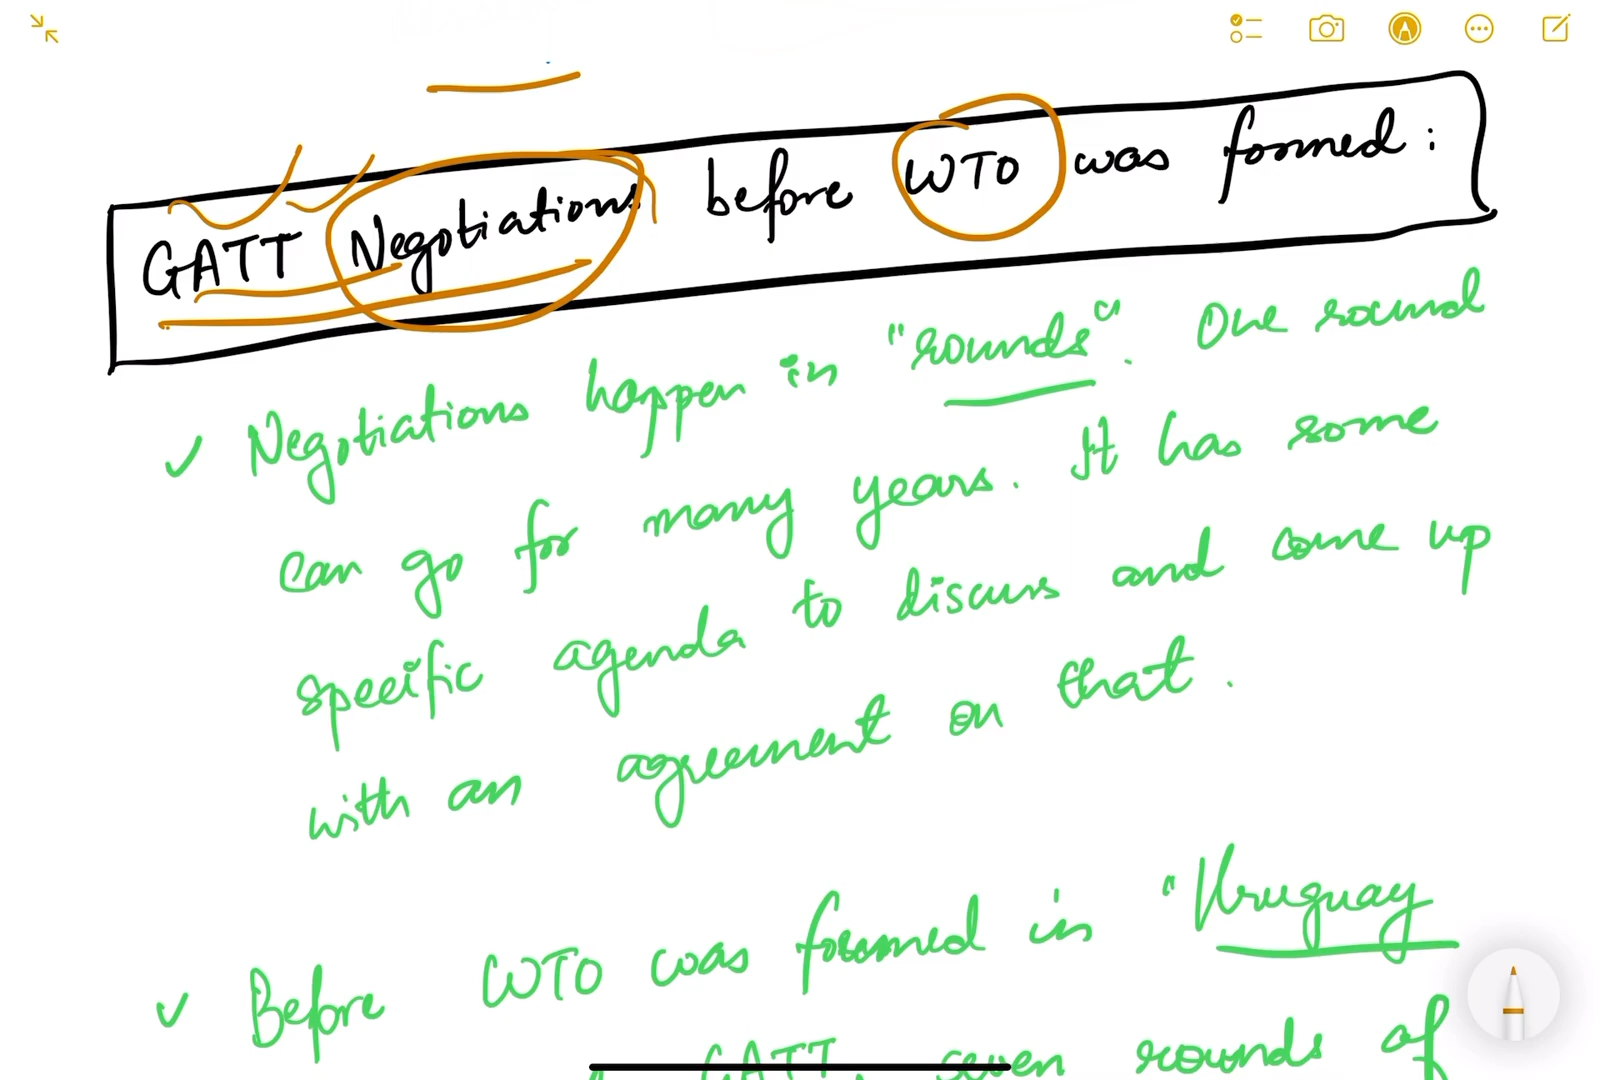 GATT Negotiations before WTO was formed :
✓ Negotiations happen in "rounds". One round
can go for many years. It has some
specific agenda to discuss and come up
with an agreement on that.
✓ Before WTO was formed in "Uruguay
GATT, seven rounds of